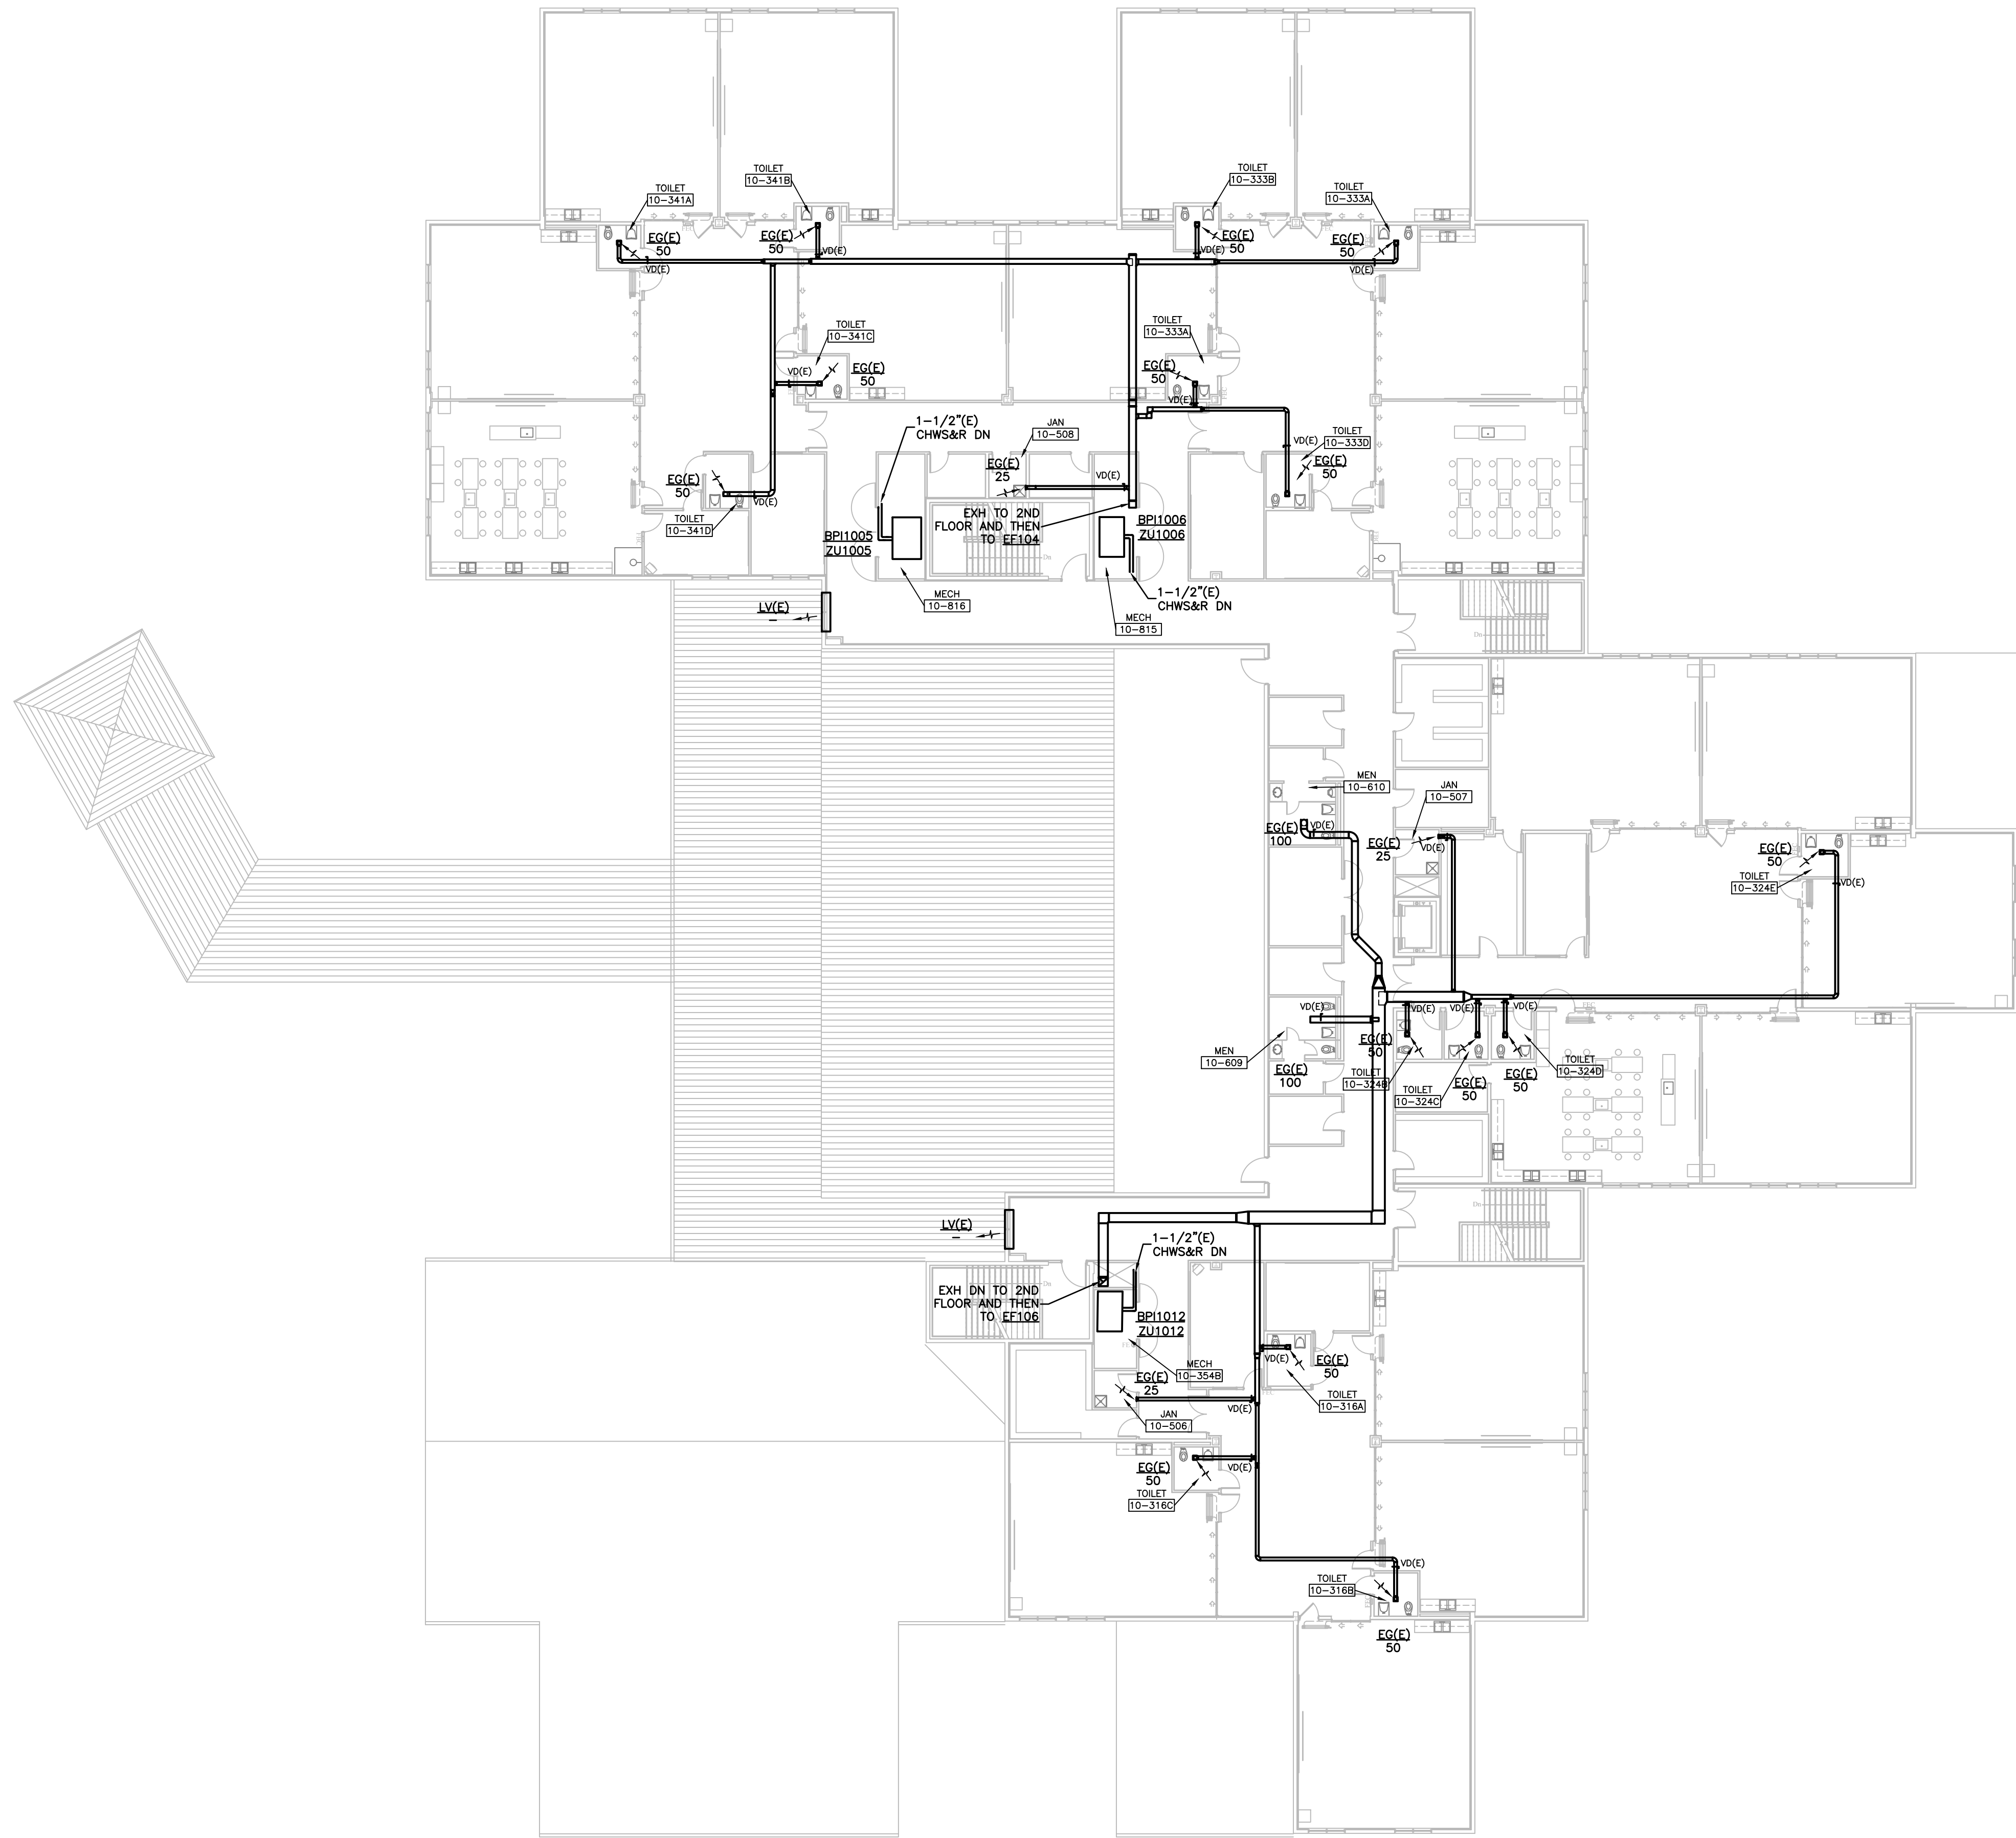 TOILET
10-341B
TOILET
10-341A
TOILET
10-333B
TOILET
10-333A
EG(E)
50
EG(E)
50
VD(E)
VD(E)
EG(E)
50
VD(E)
EG(E)
50
VD(E)
TOILET
10-341C
VD(E)
EG(E)
50
TOILET
10-333A
EG(E)
50
VD(E)
1-1/2"(E)
CHWS&R DN
JAN
10-508
EG(E)
25
VD(E)
VD(E)
TOILET
10-333D
EG(E)
50
EG(E)
50
VD(E)
TOILET
10-341D
EXH TO 2ND
FLOOR AND THEN
TO EF104
Dn
BPI1005
ZU1005
BPI1006
ZU1006
MECH
10-816
1-1/2"(E)
CHWS&R DN
MECH
10-815
LV(E)
-
Dn
MEN
10-610
JAN
10-507
EG(E)
100
VD(E)
EG(E)
25
VD(E)
EG(E)
50
TOILET
10-324E
VD(E)
VD(E)
VD(E)
VD(E)
VD(E)
FEC
MEN
10-609
EG(E)
50
EG(E)
100
TOILET
10-324B
TOILET
10-324C
EG(E)
50
EG(E)
50
TOILET
10-324D
LV(E)
-
Dn
1-1/2"(E)
CHWS&R DN
EXH DN TO 2ND
FLOOR AND THEN
TO EF106
Dn
BPI1012
ZU1012
MECH
10-354B
VD(E)
EG(E)
50
EG(E)
25
VD(E)
TOILET
10-316A
JAN
10-506
EG(E)
50
VD(E)
TOILET
10-316C
VD(E)
TOILET
10-316B
EG(E)
50